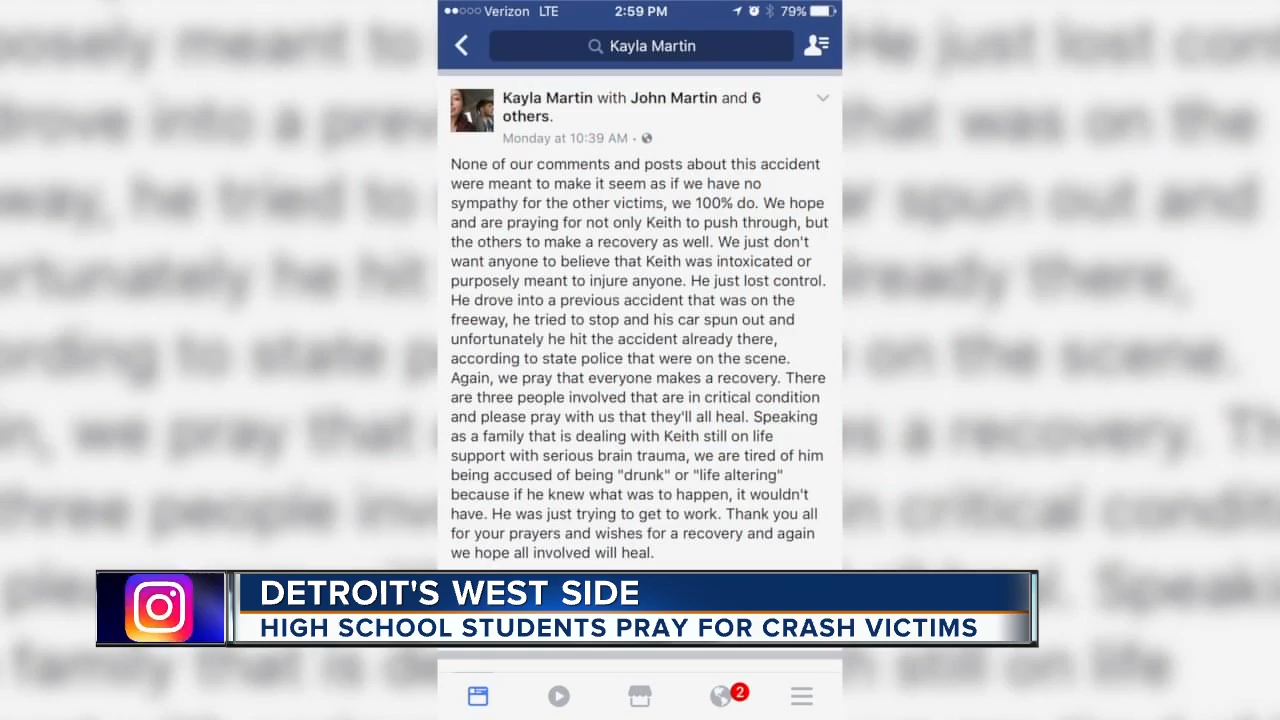 Verizon LTE 2:59 PM 79%
Kayla Martin
Kayla Martin with John Martin and 6
others.
Monday at 10:39 AM
None of our comments and posts about this accident
were meant to make it seem as if we have no
sympathy for the other victims, we 100% do. We hope
and are praying for not only Keith to push through, but
the others to make a recovery as well. We just don't
want anyone to believe that Keith was intoxicated or
purposely meant to injure anyone. He just lost control.
He drove into a previous accident that was on the
freeway, he tried to stop and his car spun out and
unfortunately he hit the accident already there,
according to state police that were on the scene.
Again, we pray that everyone makes a recovery. There
are three people involved that are in critical condition
and please pray with us that they'll all heal. Speaking
as a family that is dealing with Keith still on life
support with serious brain trauma, we are tired of him
being accused of being "drunk" or "life altering"
because if he knew what was to happen, it wouldn't
have. He was just trying to get to work. Thank you all
for your prayers and wishes for a recovery and again
we hope all involved will heal.
DETROIT'S WEST SIDE
HIGH SCHOOL STUDENTS PRAY FOR CRASH VICTIMS
2